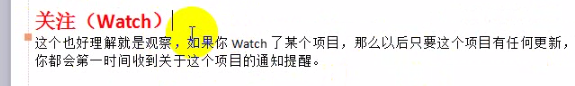 关注（Watch）
这个也好理解就是观察，如果你 Watch 了某个项目，那么以后只要这个项目有任何更新，
你都会第一时间收到关于这个项目的通知提醒。